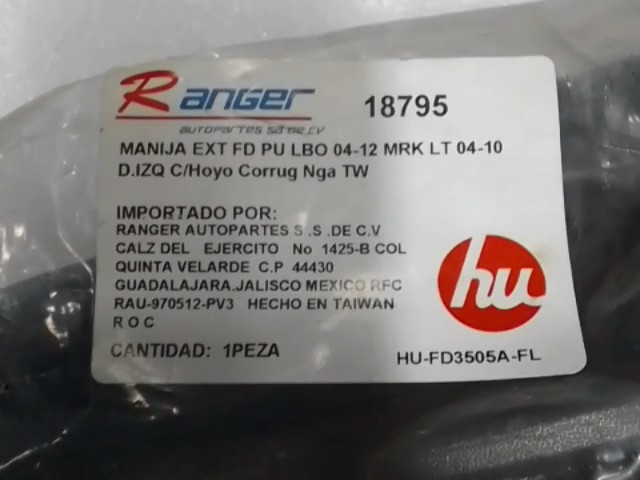 Ranger
18795
AUTOPARTES SA DE CV
MANIJA EXT FD PU LBO 04-12 MRK LT 04-10
D.IZQ C/Hoyo Corrug Nga TW
IMPORTADO POR:
RANGER AUTOPARTES S .S .DE C.V
CALZ DEL EJERCITO No 1425-B COL
QUINTA VELARDE C.P 44430
GUADALAJARA.JALISCO MEXICO RFC
RAU-970512-PV3 HECHO EN TAIWAN
R O C
hu
CANTIDAD: 1PEZA
HU-FD3505A-FL